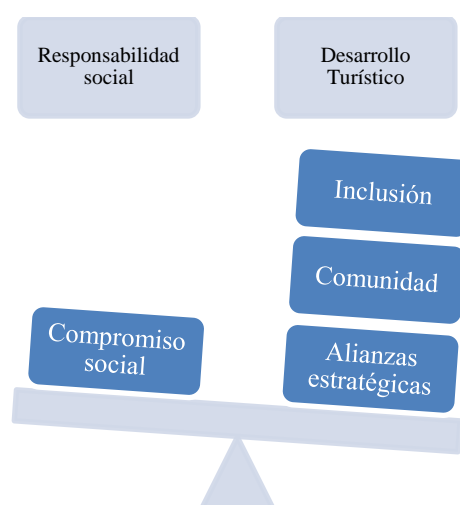 Responsabilidad
social
Desarrollo
Turístico
Inclusión
Comunidad
Compromiso
social
Alianzas
estratégicas